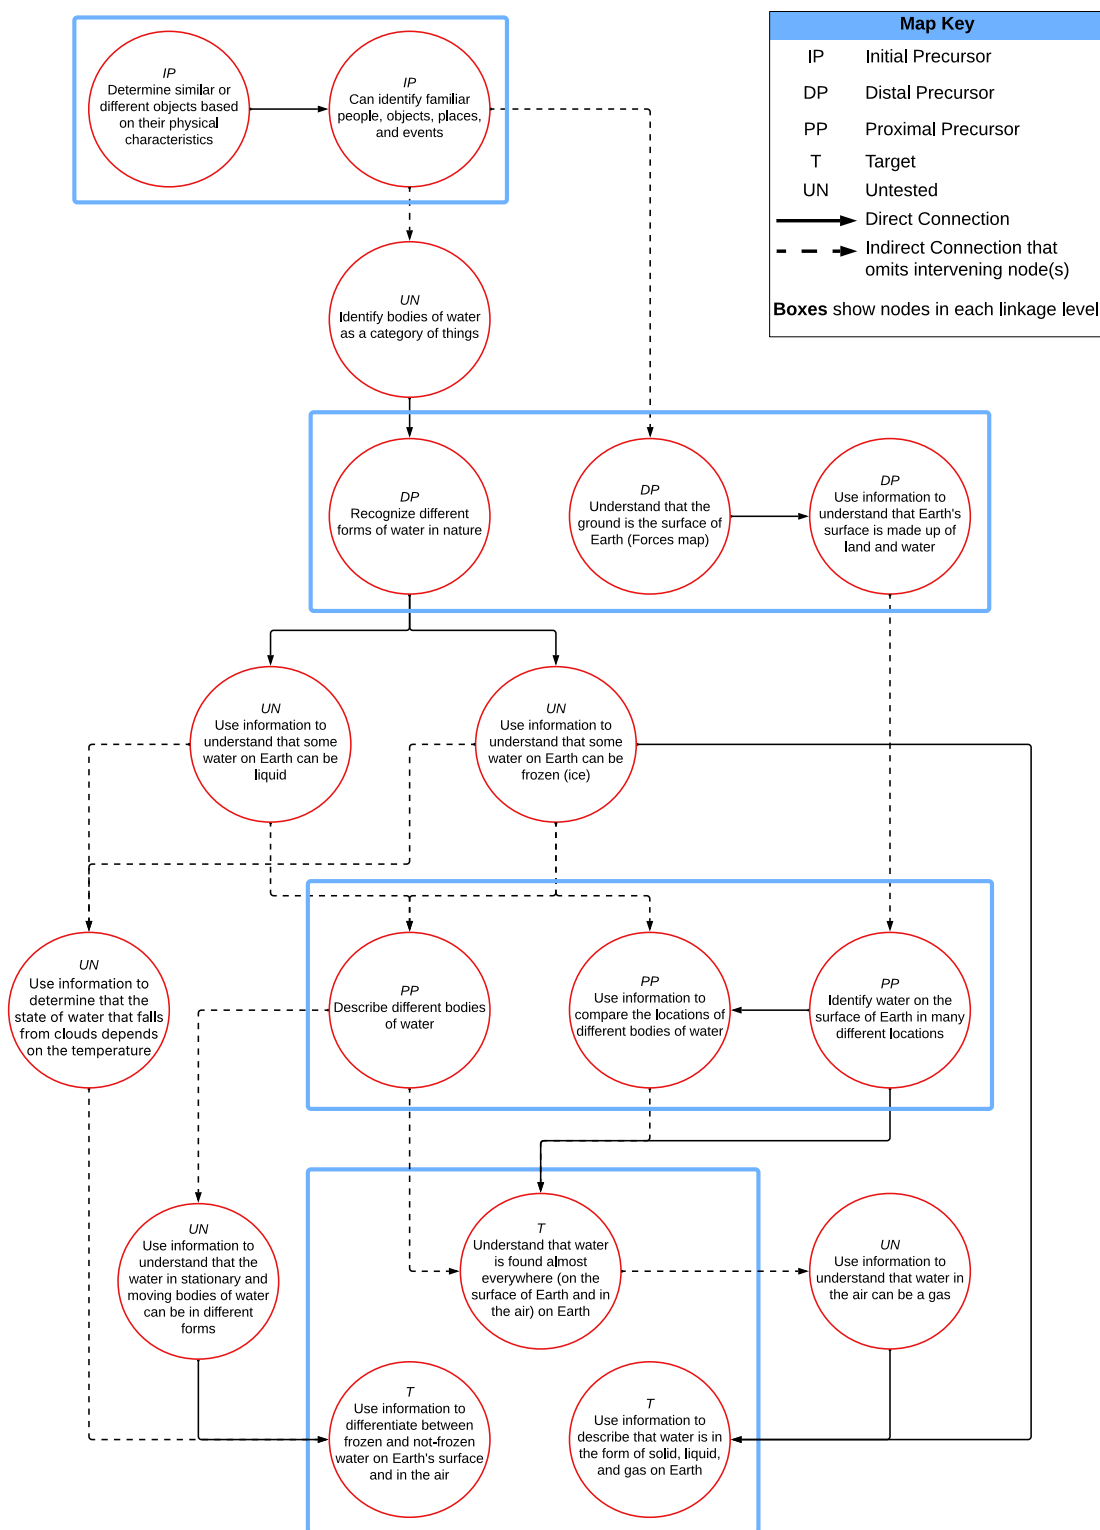 Map Key
IP Initial Precursor
DP Distal Precursor
PP Proximal Precursor
T Target
UN Untested
Direct Connection
Indirect Connection that
omits intervening node(s)
Boxes show nodes in each linkage level
IP
Determine similar or
different objects based
on their physical
characteristics
IP
Can identify familiar
people, objects, places,
and events
UN
Identify bodies of water
as a category of things
DP
Recognize different
forms of water in nature
DP
Understand that the
ground is the surface of
Earth (Forces map)
DP
Use information to
understand that Earth's
surface is made up of
land and water
UN
Use information to
understand that some
water on Earth can be
liquid
UN
Use information to
understand that some
water on Earth can be
frozen (ice)
UN
Use information to
determine that the
state of water that falls
from clouds depends
on the temperature
PP
Describe different bodies
of water
PP
Use information to
compare the locations of
different bodies of water
PP
Identify water on the
surface of Earth in many
different locations
UN
Use information to
understand that the
water in stationary and
moving bodies of water
can be in different
forms
T
Understand that water
is found almost
everywhere (on the
surface of Earth and in
the air) on Earth
UN
Use information to
understand that water in
the air can be a gas
T
Use information to
differentiate between
frozen and not-frozen
water on Earth's surface
and in the air
T
Use information to
describe that water is in
the form of solid, liquid,
and gas on Earth